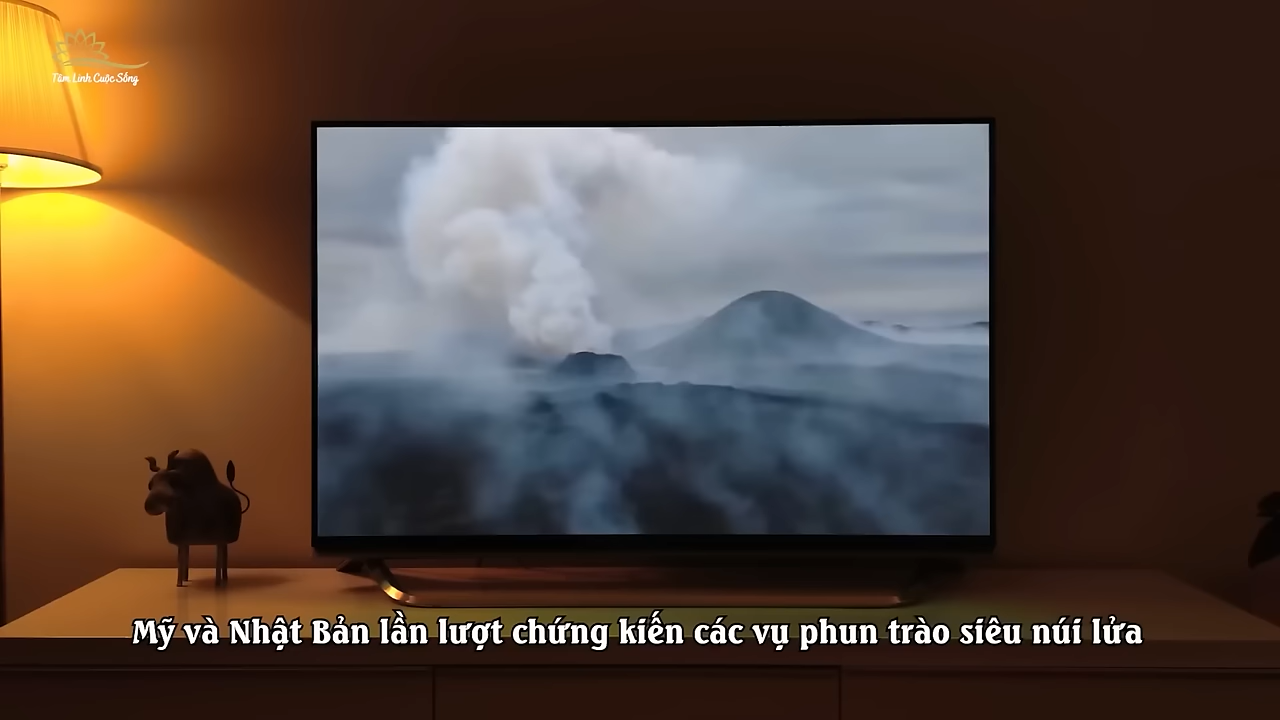 Tâm Linh Cuộc Sống
Mỹ và Nhật Bản lần lượt chứng kiến các vụ phun trào siêu núi lửa